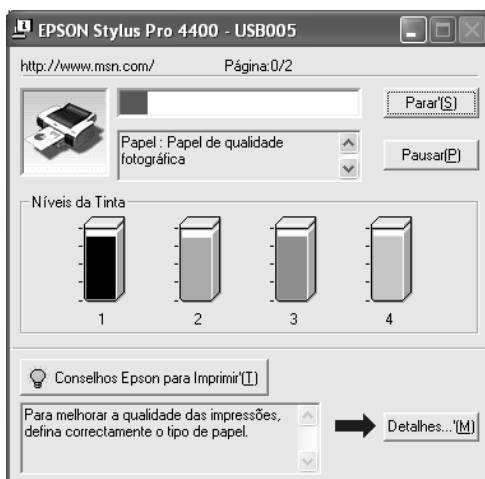 EPSON Stylus Pro 4400 - USB005
http://www.msn.com/ Página:0/2
Parar'(S)
Papel : Papel de qualidade
fotográfica
Pausar(P)
Níveis da Tinta
1 2 3 4
Conselhos Epson para Imprimir'(T)
Para melhorar a qualidade das impressões,
defina correctamente o tipo de papel.
Detalhes...'(M)